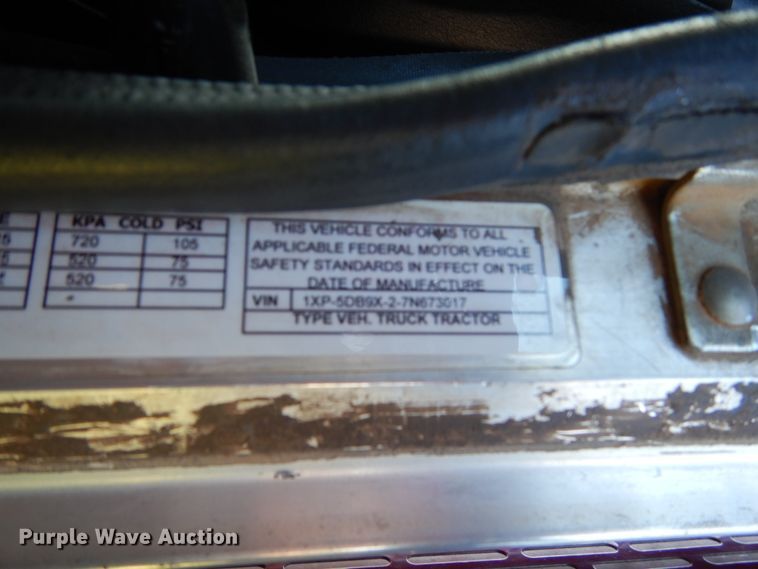 KPA COLD PSI
720 105
520 75
520 75
THIS VEHICLE CONFORMS TO ALL
APPLICABLE FEDERAL MOTOR VEHICLE
SAFETY STANDARDS IN EFFECT ON THE
DATE OF MANUFACTURE
VIN 1XP-5DB9X-2-7N673017
TYPE VEH. TRUCK TRACTOR
Purple Wave Auction